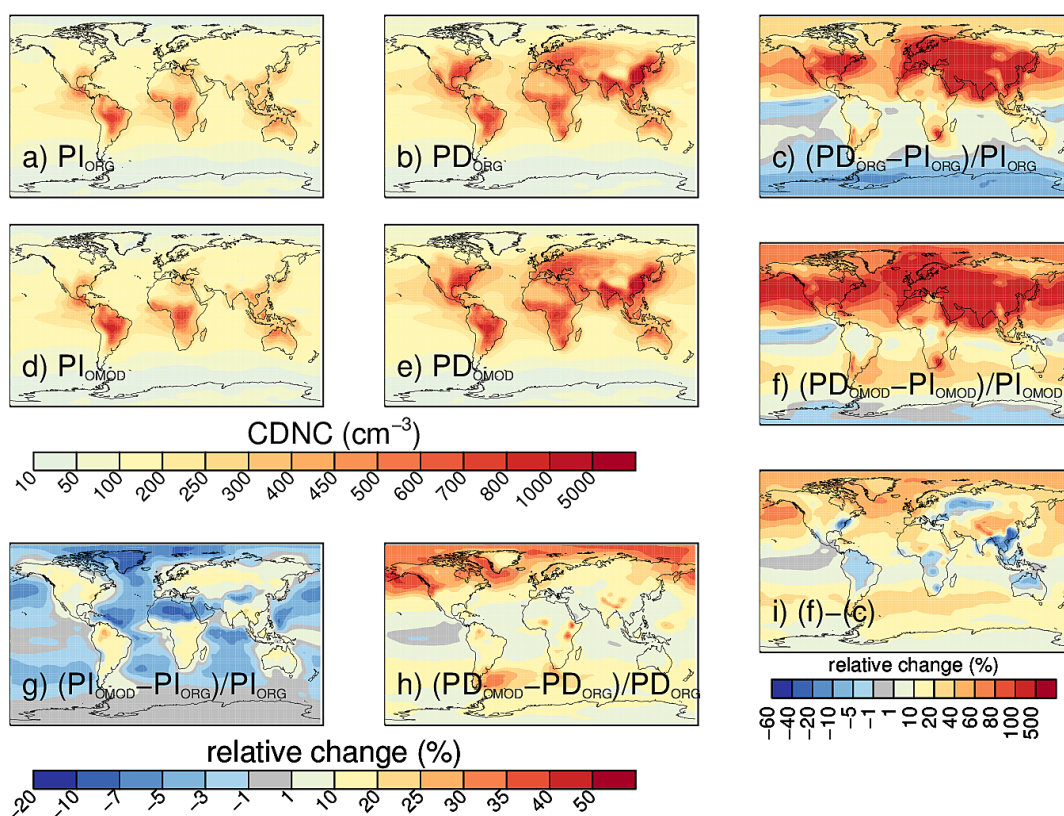 a) PI_ORG
b) PD_ORG
c) (PD_ORG−PI_ORG)/PI_ORG
d) PI_OMOD
e) PD_OMOD
f) (PD_OMOD−PI_OMOD)/PI_OMOD
CDNC (cm⁻³)
10 50 100 200 250 300 400 450 500 600 700 800 1000 5000
g) (PI_OMOD−PI_ORG)/PI_ORG
h) (PD_OMOD−PD_ORG)/PD_ORG
i) (f)−(c)
relative change (%)
−60 −40 −20 −10 −5 −1 1 10 20 40 60 80 100 500
relative change (%)
−20 −10 −7 −5 −3 −1 1 10 20 25 30 35 40 50